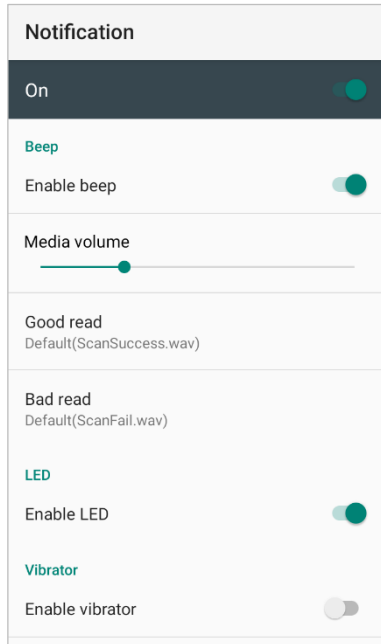 Notification
On
Beep
Enable beep
Media volume
Good read
Default(ScanSuccess.wav)
Bad read
Default(ScanFail.wav)
LED
Enable LED
Vibrator
Enable vibrator